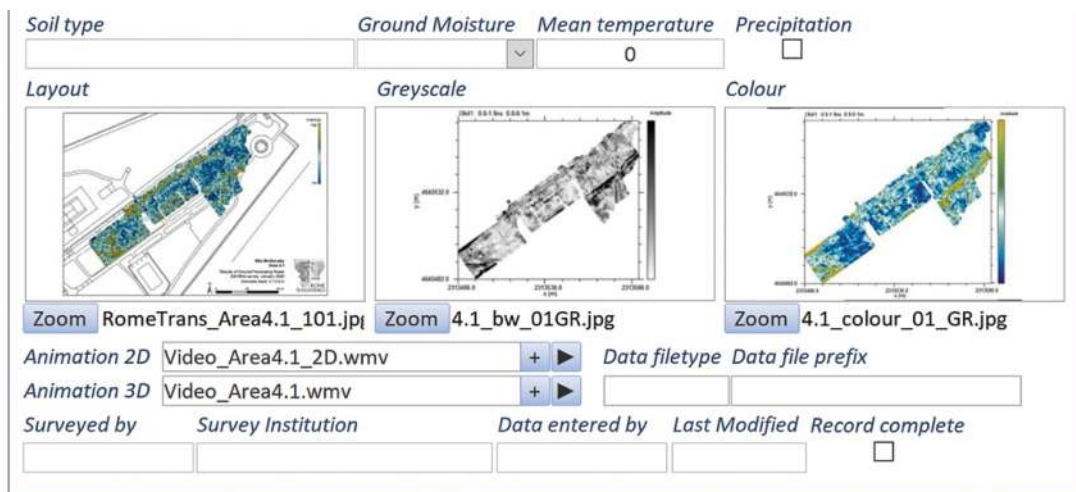 Soil type Ground Moisture Mean temperature Precipitation
0
Layout Greyscale Colour
Zoom RomeTrans_Area4.1_101.jp Zoom 4.1_bw_01GR.jpg Zoom 4.1_colour_01_GR.jpg
Animation 2D Video_Area4.1_2D.wmv + Data filetype Data file prefix
Animation 3D Video_Area4.1.wmv +
Surveyed by Survey Institution Data entered by Last Modified Record complete